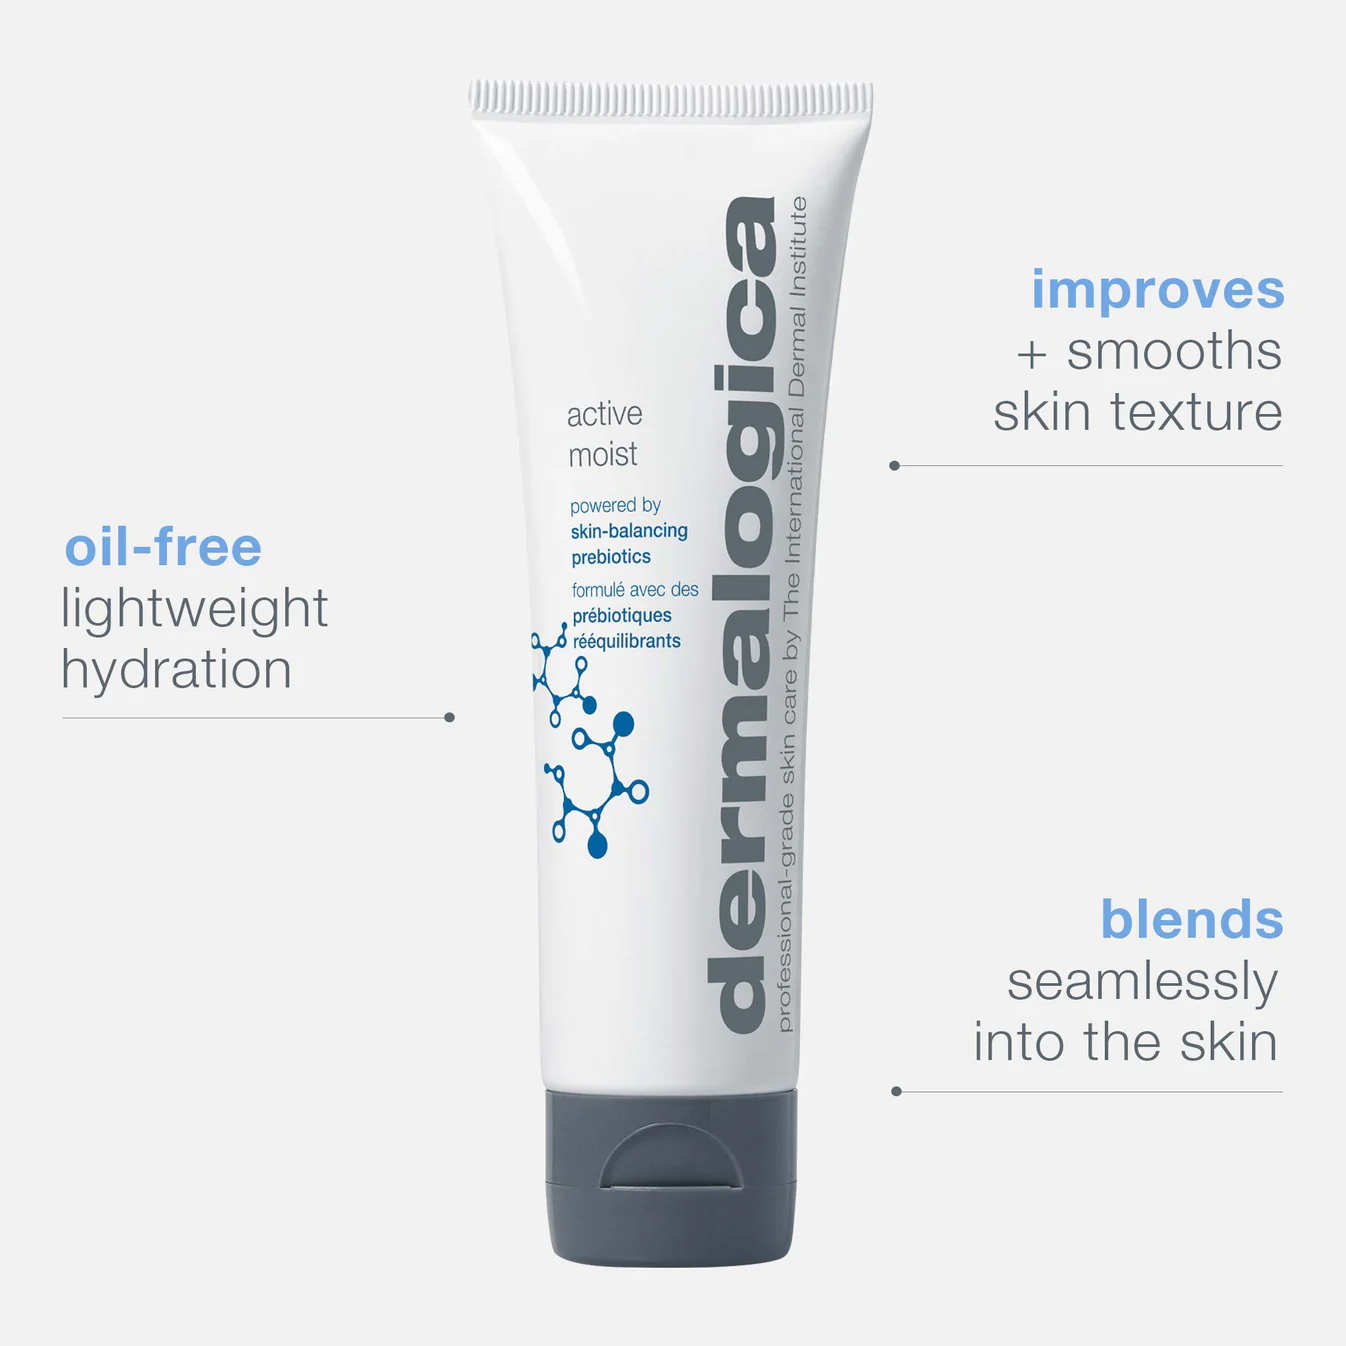 active
moist
powered by
skin-balancing
prebiotics
formulé avec des
prébiotiques
rééquilibrants
dermalogica
professional-grade skin care by The International Dermal Institute
oil-free
lightweight
hydration
improves
+ smooths
skin texture
blends
seamlessly
into the skin